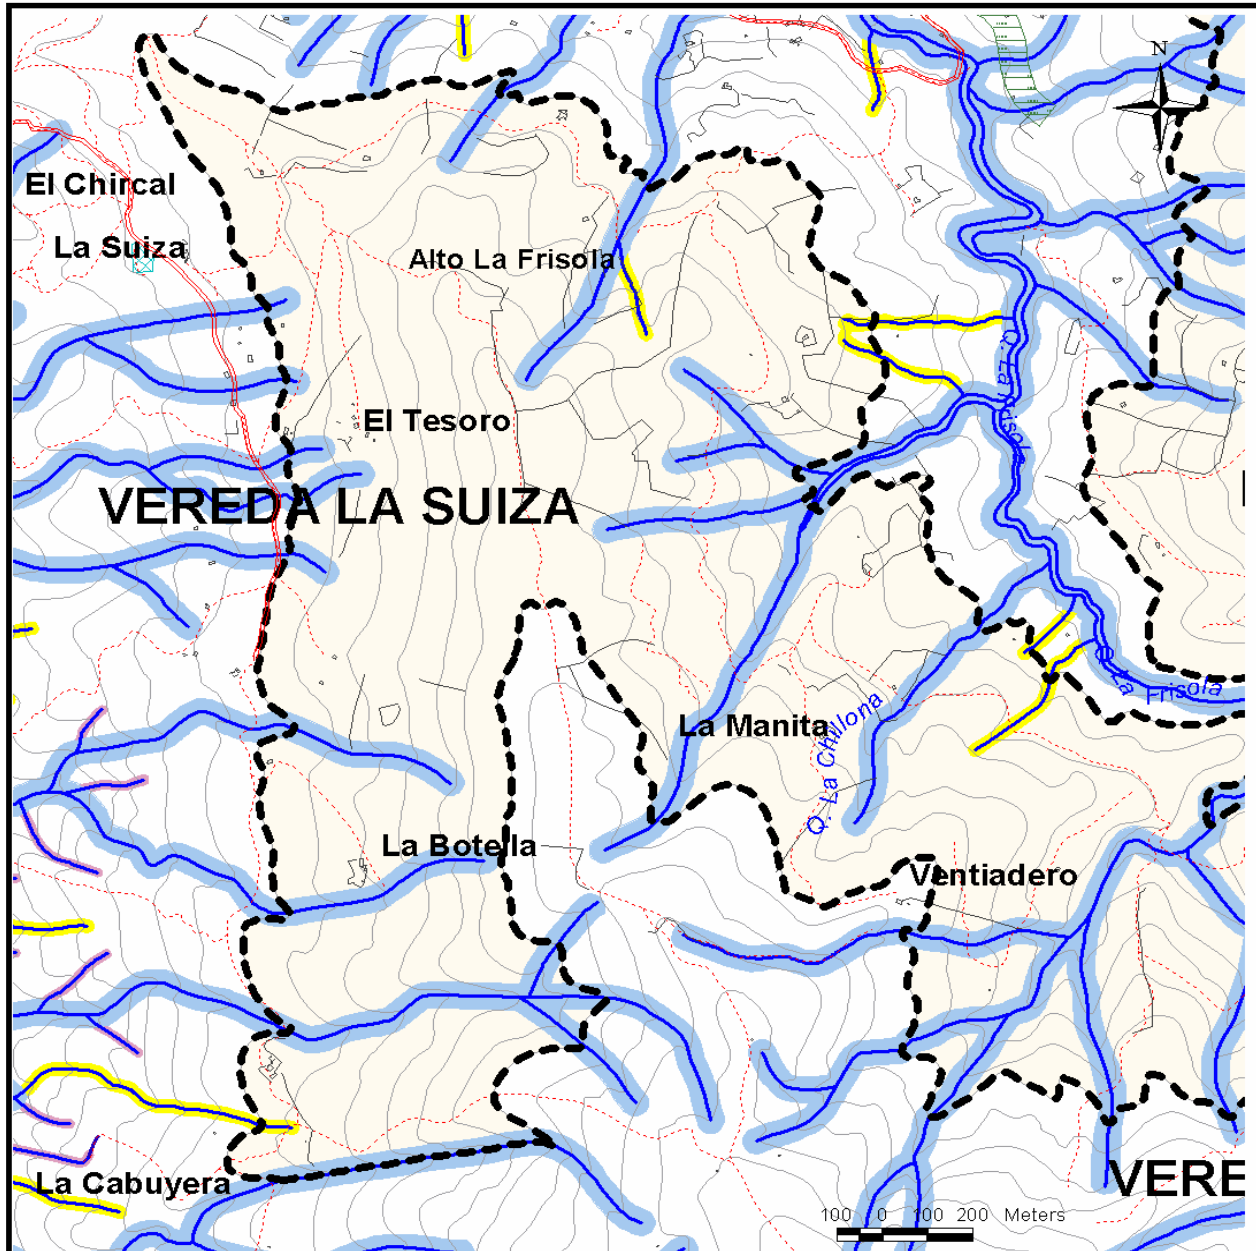 N
El Chircal
La Suiza
Alto La Frisola
Q. La Frisola
El Tesoro
VEREDA LA SUIZA
Q. La Frisola
La Manita
Q. La Chillona
La Botella
Ventiadero
La Cabuyera
VERE
100 0 100 200 Meters